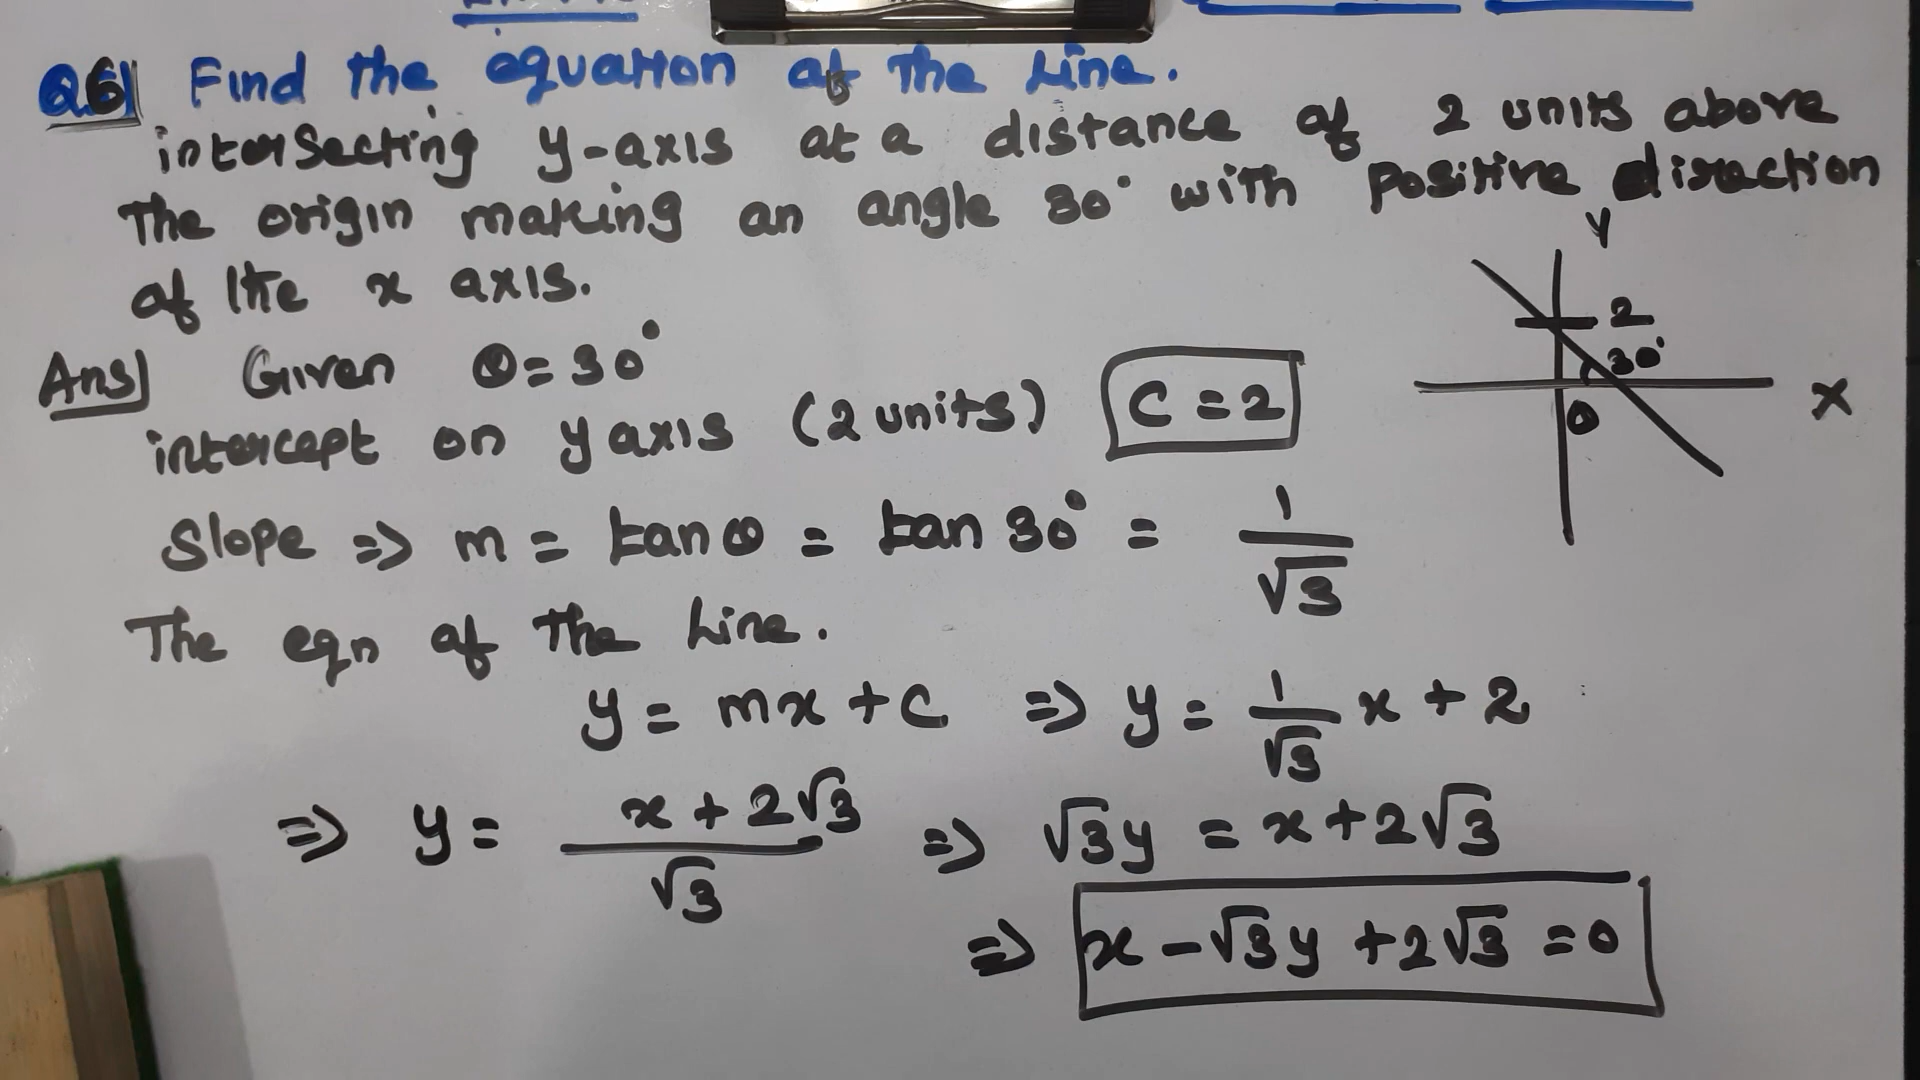 Q6) Find the equation of the Line.
intersecting y-axis at a distance of 2 units above
The origin making an angle 30° with positive direction
of the x axis.
Y
2
30°
X
0
Ans) Given θ = 30°
intercept on y axis (2 units) C = 2
Slope => m = tan θ = tan 30° = 1/√3
The eqn of the Line.
y = mx + c => y = 1/√3 x + 2
=> y = x + 2√3/√3 => √3y = x + 2√3
=> x - √3y + 2√3 = 0